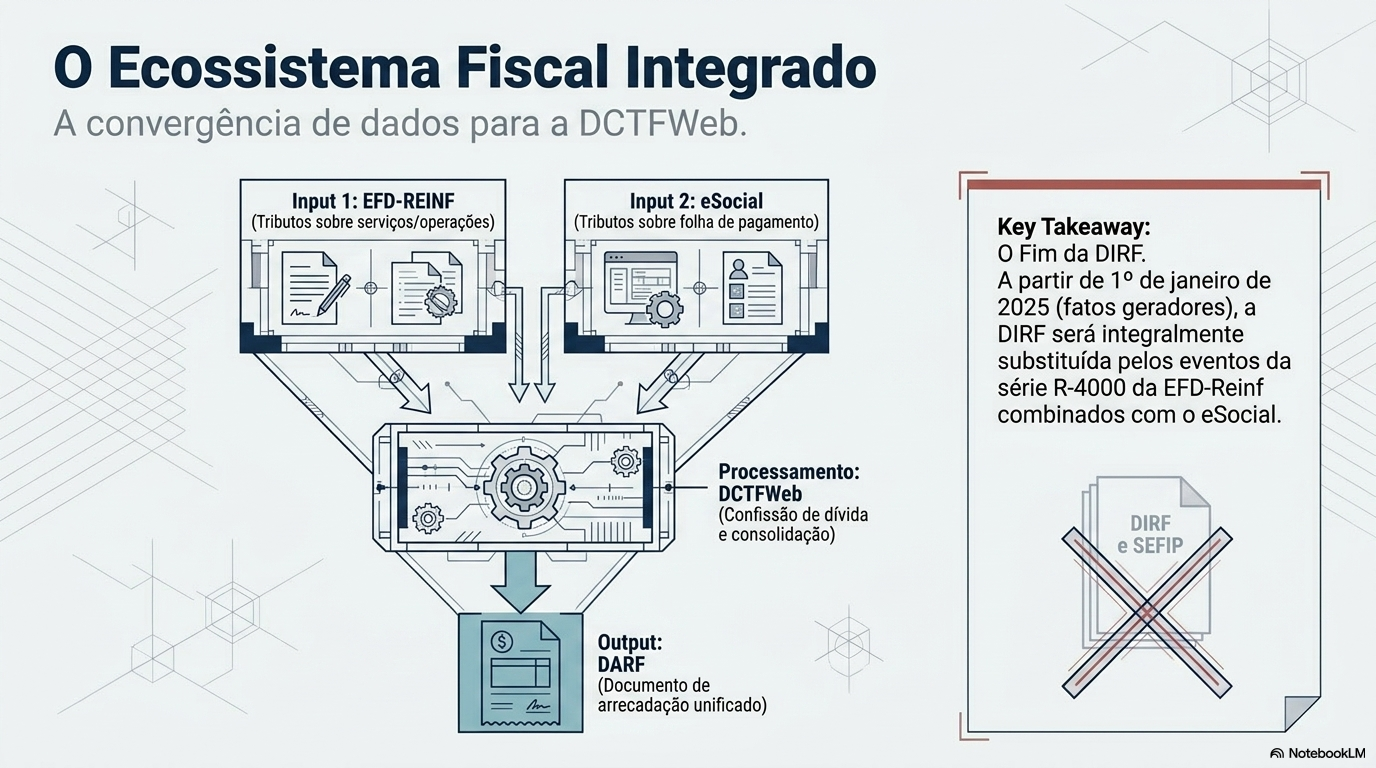 O Ecossistema Fiscal Integrado
A convergência de dados para a DCTFWeb.
Input 1: EFD-REINF
(Tributos sobre serviços/operações)
Input 2: eSocial
(Tributos sobre folha de pagamento)
Processamento:
DCTFWeb
(Confissão de dívida
e consolidação)
Output:
DARF
(Documento de
arrecadação unificado)
Key Takeaway:
O Fim da DIRF.
A partir de 1º de janeiro de
2025 (fatos geradores), a
DIRF será integralmente
substituída pelos eventos da
série R-4000 da EFD-Reinf
combinados com o eSocial.
DIRF
e SEFIP
NotebookLM